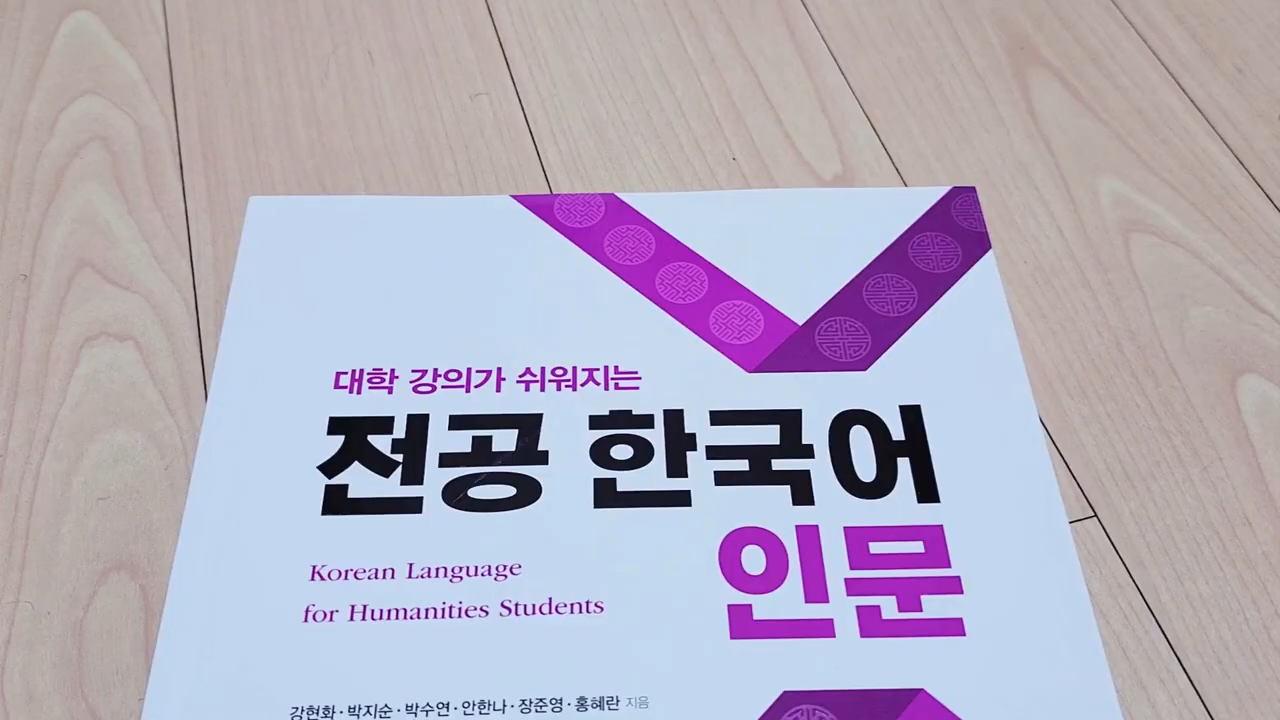 대학 강의가 쉬워지는
전공 한국어
인문
Korean Language
for Humanities Students
강현화·박지순·박수연·안한나·장준영·홍혜란 지음